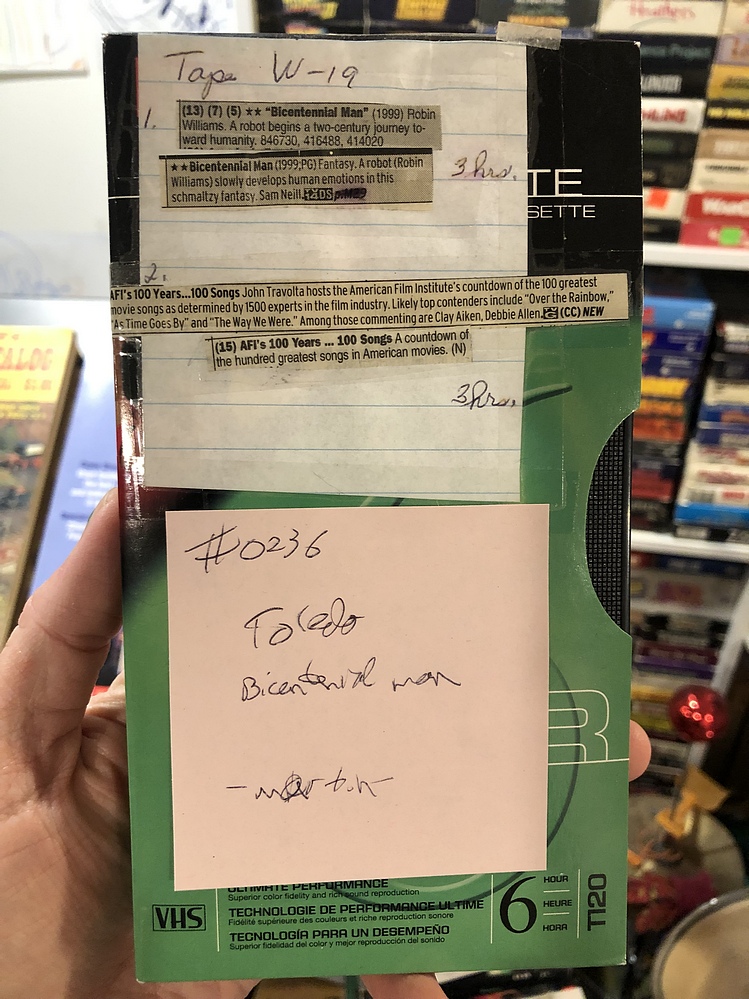 Tape W-19
1.
(13) (7) (5) ★★ "Bicentennial Man" (1999) Robin
Williams. A robot begins a two-century journey to-
ward humanity. 846730, 416488, 414020
★★Bicentennial Man (1999,PG) Fantasy. A robot (Robin
Williams) slowly develops human emotions in this
schmaltzy fantasy. Sam Neill. DS
3 hrs.
TE
SETTE
2.
AFI's 100 Years...100 Songs John Travolta hosts the American Film Institute's countdown of the 100 greatest
movie songs as determined by 1500 experts in the film industry. Likely top contenders include "Over the Rainbow,"
"As Time Goes By" and "The Way We Were." Among those commenting are Clay Aiken, Debbie Allen. (CC) NEW
(15) AFI's 100 Years ... 100 Songs A countdown of
the hundred greatest songs in American movies. (N)
3 hrs.
#0236
Toledo
Bicentenial man
-martin-
R
ULTIMATE PERFORMANCE
Superior color fidelity and rich sound reproduction
TECHNOLOGIE DE PERFORMANCE ULTIME
Fidélité supérieure des couleurs et riche reproduction sonore
TECNOLOGÍA PARA UN DESEMPEÑO
Superior fidelidad del color y mejor reproducción del sonido
VHS
6
HOUR
HEURE
HORA
T120
Heathers
CATALOG